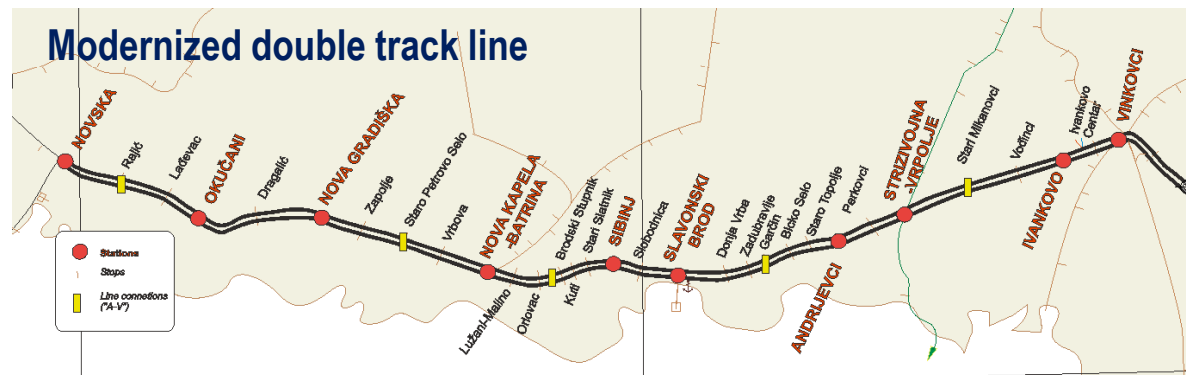 Modernized double track line
NOVSKA
Rajić
Lađevac
OKUČANI
Dragalić
NOVA GRADIŠKA
Zapolje
Staro Petrovo Selo
Vrbova
NOVA KAPELA
-BATRINA
Lužani-Malino
Orlovac
Brodski Stupnik
Kuti
Stari Slatnik
SIBINJ
Slobodnica
SLAVONSKI
BROD
Donja Vrba
Zadubravlje
Garčin
Bicko Selo
Staro Topolje
ANDRIJEVCI
Perkovci
STRIZIVOJNA
-VRPOLJE
Stari Mikanovci
Vođinci
IVANKOVO
Ivankovo
Centar
VINKOVCI
Stations
Stops
Line connetions
("A-V")